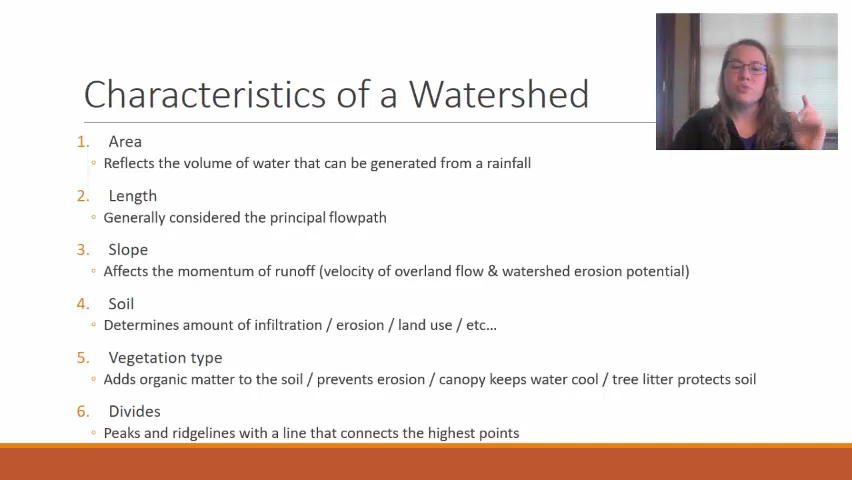 Characteristics of a Watershed
1. Area
◦ Reflects the volume of water that can be generated from a rainfall
2. Length
◦ Generally considered the principal flowpath
3. Slope
◦ Affects the momentum of runoff (velocity of overland flow & watershed erosion potential)
4. Soil
◦ Determines amount of infiltration / erosion / land use / etc...
5. Vegetation type
◦ Adds organic matter to the soil / prevents erosion / canopy keeps water cool / tree litter protects soil
6. Divides
◦ Peaks and ridgelines with a line that connects the highest points